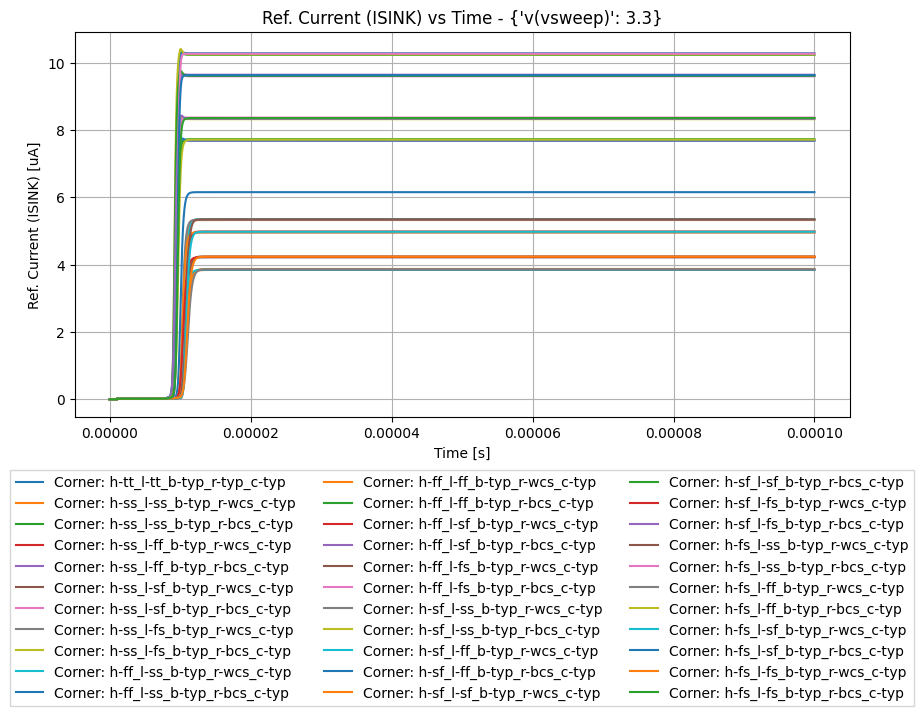 Ref. Current (ISINK) vs Time - {'v(vsweep)': 3.3}
Ref. Current (ISINK) [uA]
10
8
6
4
2
0
0.00000
0.00002
0.00004
0.00006
0.00008
0.00010
Time [s]
Corner: h-tt_l-tt_b-typ_r-typ_c-typ
Corner: h-ss_l-ss_b-typ_r-wcs_c-typ
Corner: h-ss_l-ss_b-typ_r-bcs_c-typ
Corner: h-ss_l-ff_b-typ_r-wcs_c-typ
Corner: h-ss_l-ff_b-typ_r-bcs_c-typ
Corner: h-ss_l-sf_b-typ_r-wcs_c-typ
Corner: h-ss_l-sf_b-typ_r-bcs_c-typ
Corner: h-ss_l-fs_b-typ_r-wcs_c-typ
Corner: h-ss_l-fs_b-typ_r-bcs_c-typ
Corner: h-ff_l-ss_b-typ_r-wcs_c-typ
Corner: h-ff_l-ss_b-typ_r-bcs_c-typ
Corner: h-ff_l-ff_b-typ_r-wcs_c-typ
Corner: h-ff_l-ff_b-typ_r-bcs_c-typ
Corner: h-ff_l-sf_b-typ_r-wcs_c-typ
Corner: h-ff_l-sf_b-typ_r-bcs_c-typ
Corner: h-ff_l-fs_b-typ_r-wcs_c-typ
Corner: h-ff_l-fs_b-typ_r-bcs_c-typ
Corner: h-sf_l-ss_b-typ_r-wcs_c-typ
Corner: h-sf_l-ss_b-typ_r-bcs_c-typ
Corner: h-sf_l-ff_b-typ_r-wcs_c-typ
Corner: h-sf_l-ff_b-typ_r-bcs_c-typ
Corner: h-sf_l-sf_b-typ_r-wcs_c-typ
Corner: h-sf_l-sf_b-typ_r-bcs_c-typ
Corner: h-sf_l-fs_b-typ_r-wcs_c-typ
Corner: h-sf_l-fs_b-typ_r-bcs_c-typ
Corner: h-fs_l-ss_b-typ_r-wcs_c-typ
Corner: h-fs_l-ss_b-typ_r-bcs_c-typ
Corner: h-fs_l-ff_b-typ_r-wcs_c-typ
Corner: h-fs_l-ff_b-typ_r-bcs_c-typ
Corner: h-fs_l-sf_b-typ_r-wcs_c-typ
Corner: h-fs_l-sf_b-typ_r-bcs_c-typ
Corner: h-fs_l-fs_b-typ_r-wcs_c-typ
Corner: h-fs_l-fs_b-typ_r-bcs_c-typ